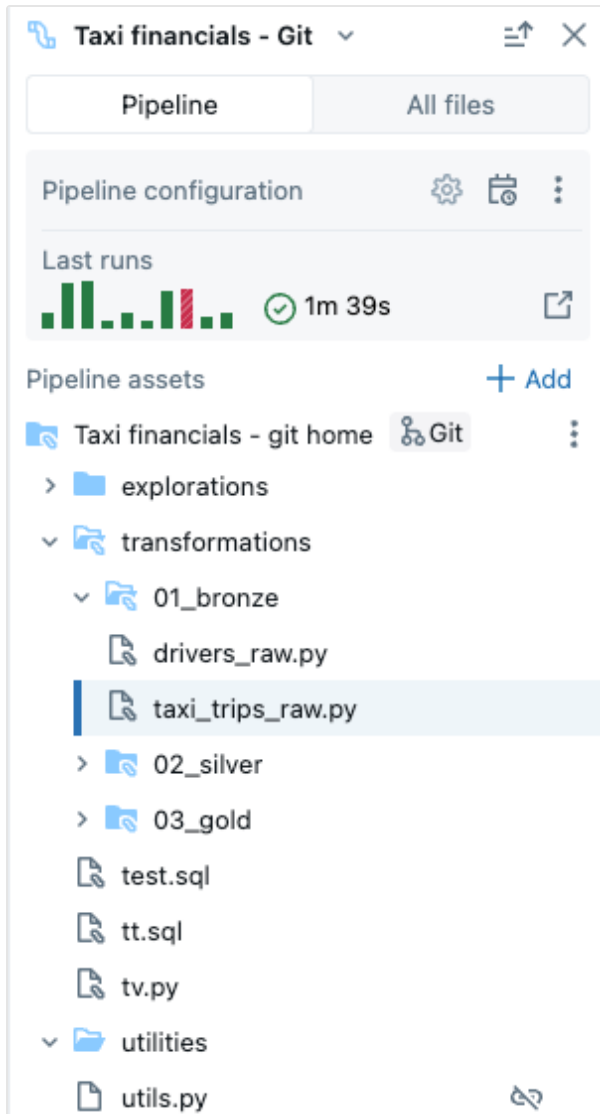 Taxi financials - Git
Pipeline
All files
Pipeline configuration
Last runs
1m 39s
Pipeline assets
+ Add
Taxi financials - git home Git
explorations
transformations
01_bronze
drivers_raw.py
taxi_trips_raw.py
02_silver
03_gold
test.sql
tt.sql
tv.py
utilities
utils.py